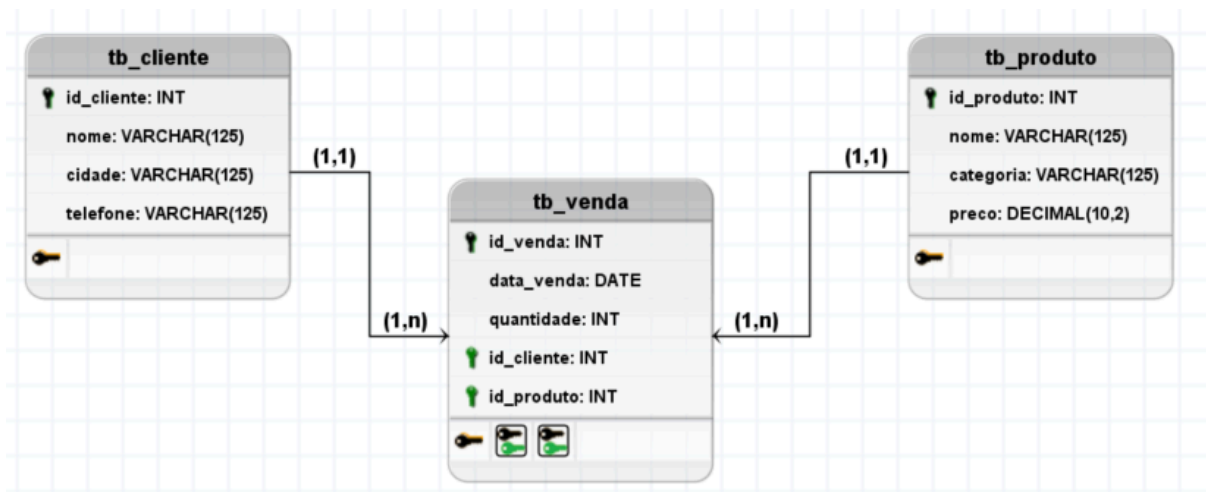 tb_cliente
id_cliente: INT
nome: VARCHAR(125)
cidade: VARCHAR(125)
telefone: VARCHAR(125)
(1,1)
(1,n)
tb_venda
id_venda: INT
data_venda: DATE
quantidade: INT
id_cliente: INT
id_produto: INT
(1,1)
(1,n)
tb_produto
id_produto: INT
nome: VARCHAR(125)
categoria: VARCHAR(125)
preco: DECIMAL(10,2)